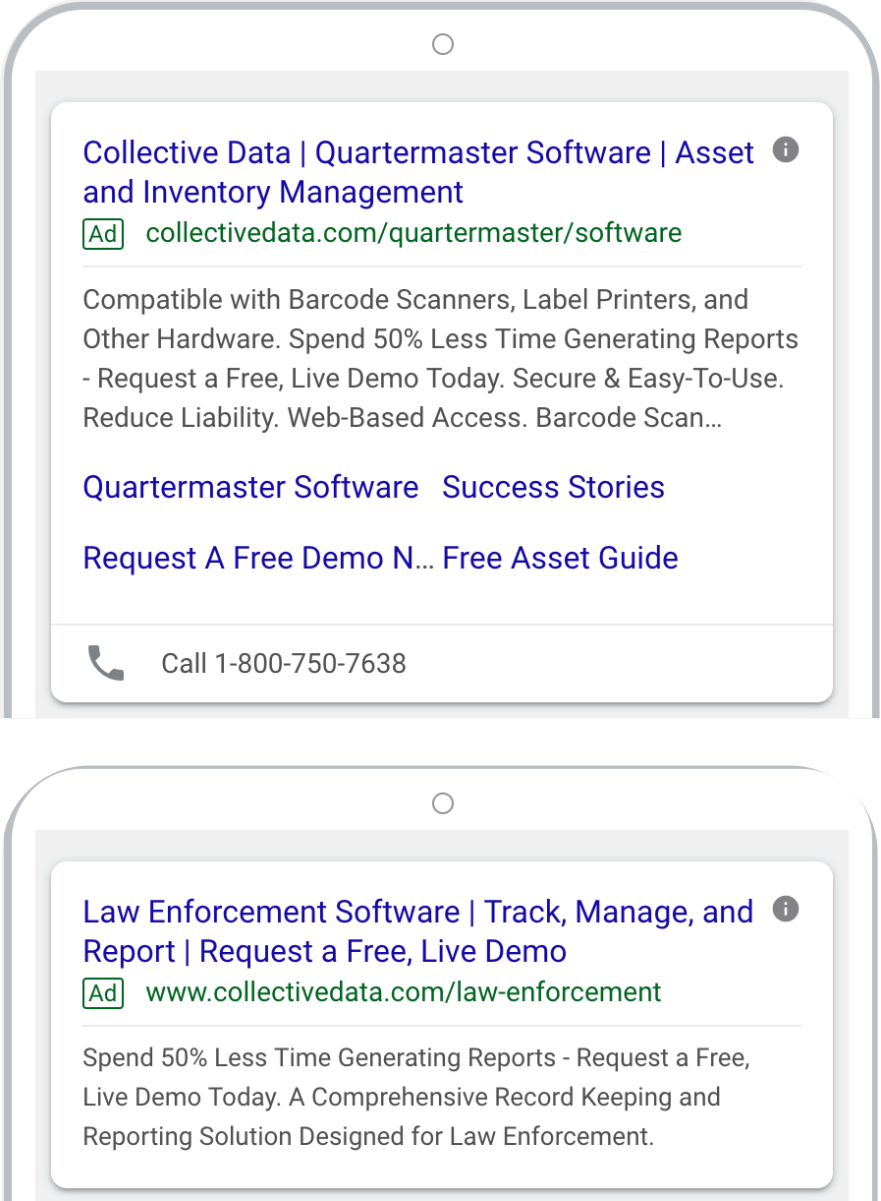 Collective Data | Quartermaster Software | Asset
and Inventory Management
Ad collectivedata.com/quartermaster/software
Compatible with Barcode Scanners, Label Printers, and
Other Hardware. Spend 50% Less Time Generating Reports
- Request a Free, Live Demo Today. Secure & Easy-To-Use.
Reduce Liability. Web-Based Access. Barcode Scan...
Quartermaster Software Success Stories
Request A Free Demo N... Free Asset Guide
Call 1-800-750-7638
Law Enforcement Software | Track, Manage, and
Report | Request a Free, Live Demo
Ad www.collectivedata.com/law-enforcement
Spend 50% Less Time Generating Reports - Request a Free,
Live Demo Today. A Comprehensive Record Keeping and
Reporting Solution Designed for Law Enforcement.